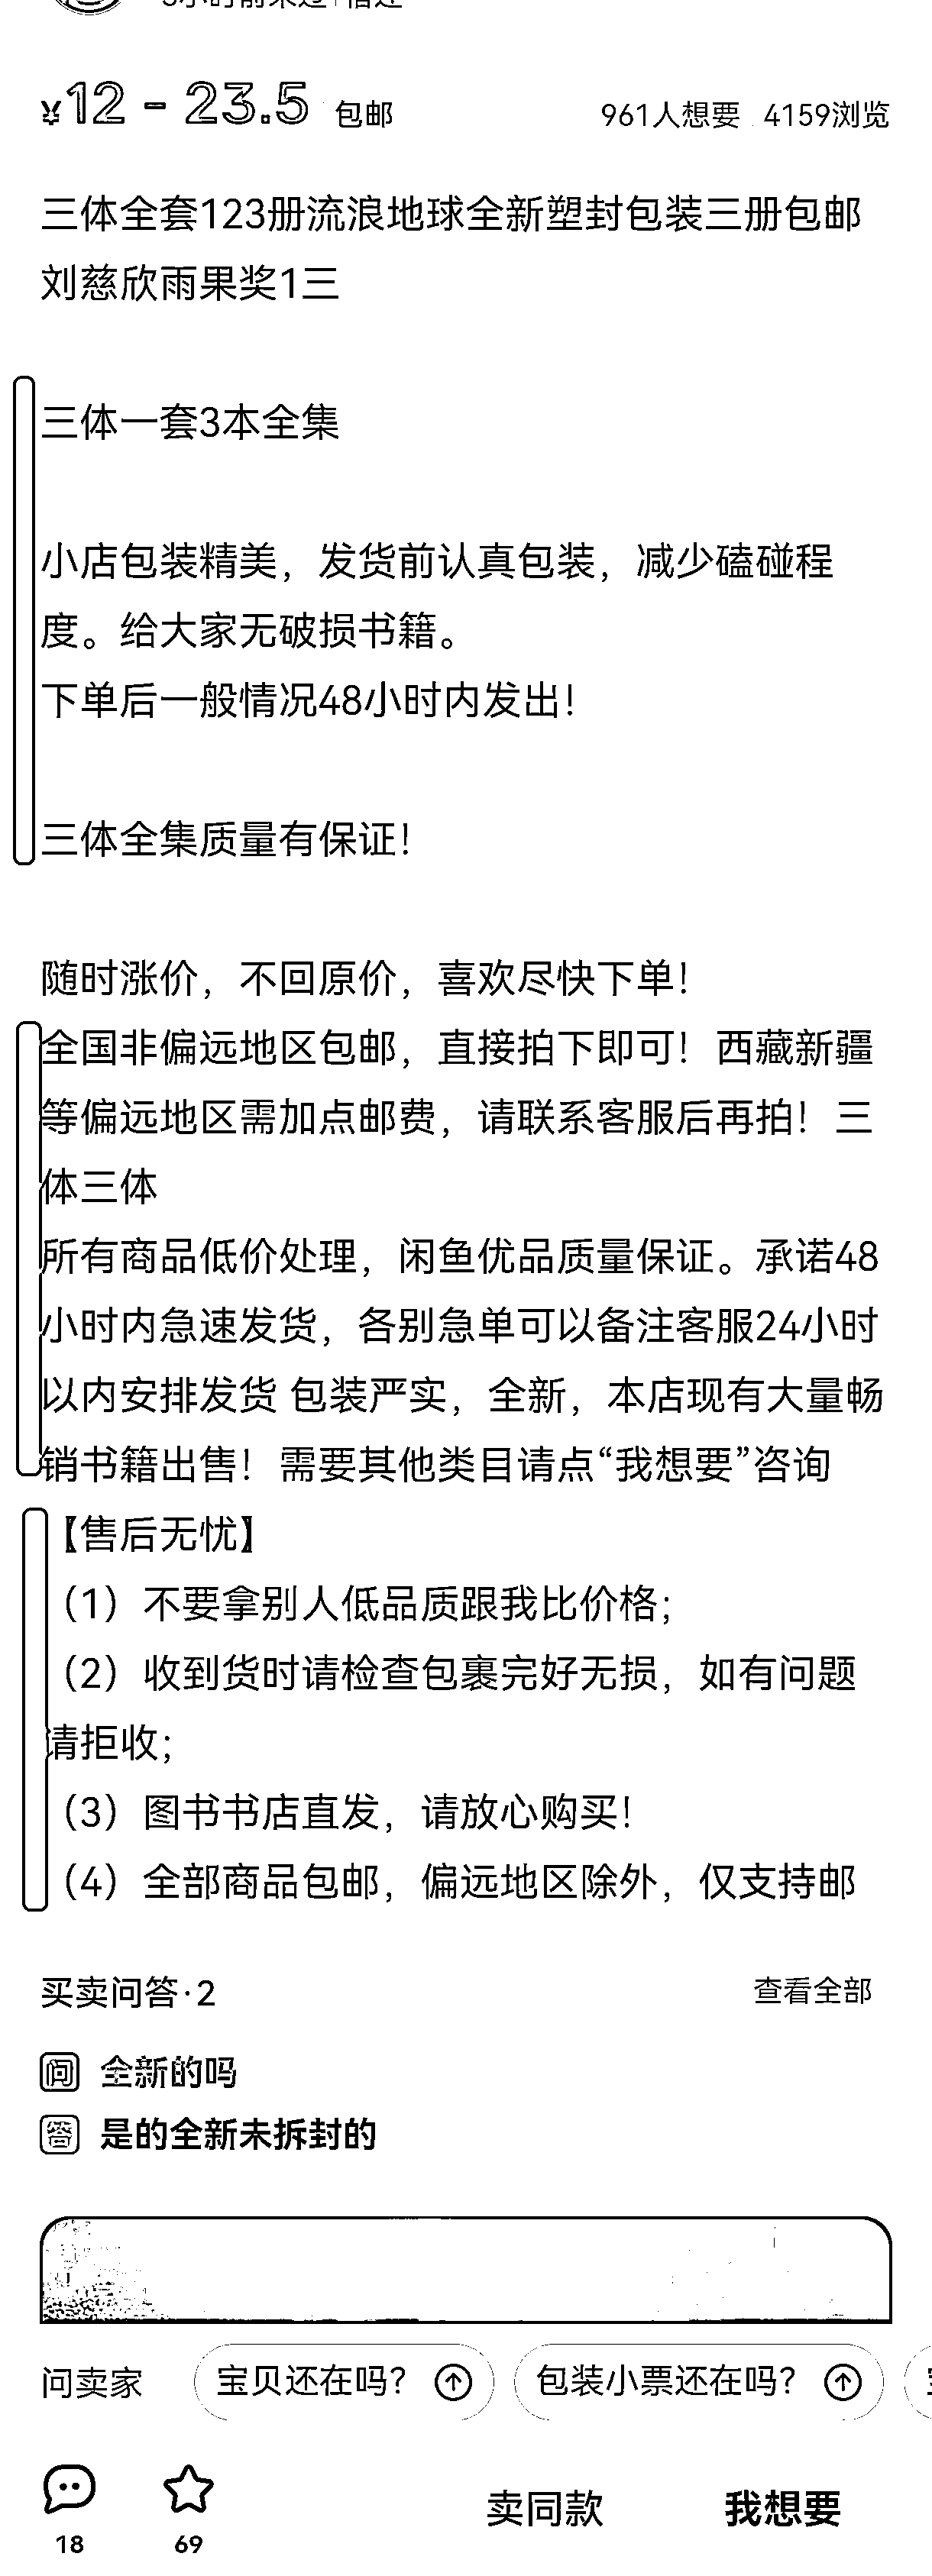 ¥12 - 23.5 包邮 961人想要 4159浏览
三体全套123册流浪地球全新塑封包装三册包邮
刘慈欣雨果奖1三
三体一套3本全集
小店包装精美，发货前认真包装，减少磕碰程
度。给大家无破损书籍。
下单后一般情况48小时内发出！
三体全集质量有保证！
随时涨价，不回原价，喜欢尽快下单！
全国非偏远地区包邮，直接拍下即可！西藏新疆
等偏远地区需加点邮费，请联系客服后再拍！三
体三体
所有商品低价处理，闲鱼优品质量保证。承诺48
小时内急速发货，各别急单可以备注客服24小时
以内安排发货 包装严实，全新，本店现有大量畅
销书籍出售！需要其他类目请点“我想要”咨询
【售后无忧】
（1）不要拿别人低品质跟我比价格；
（2）收到货时请检查包裹完好无损，如有问题
请拒收；
（3）图书书店直发，请放心购买！
（4）全部商品包邮，偏远地区除外，仅支持邮
买卖问答·2 查看全部
问 全新的吗
答 是的全新未拆封的
问卖家 宝贝还在吗？ 包装小票还在吗？
18 69 卖同款 我想要